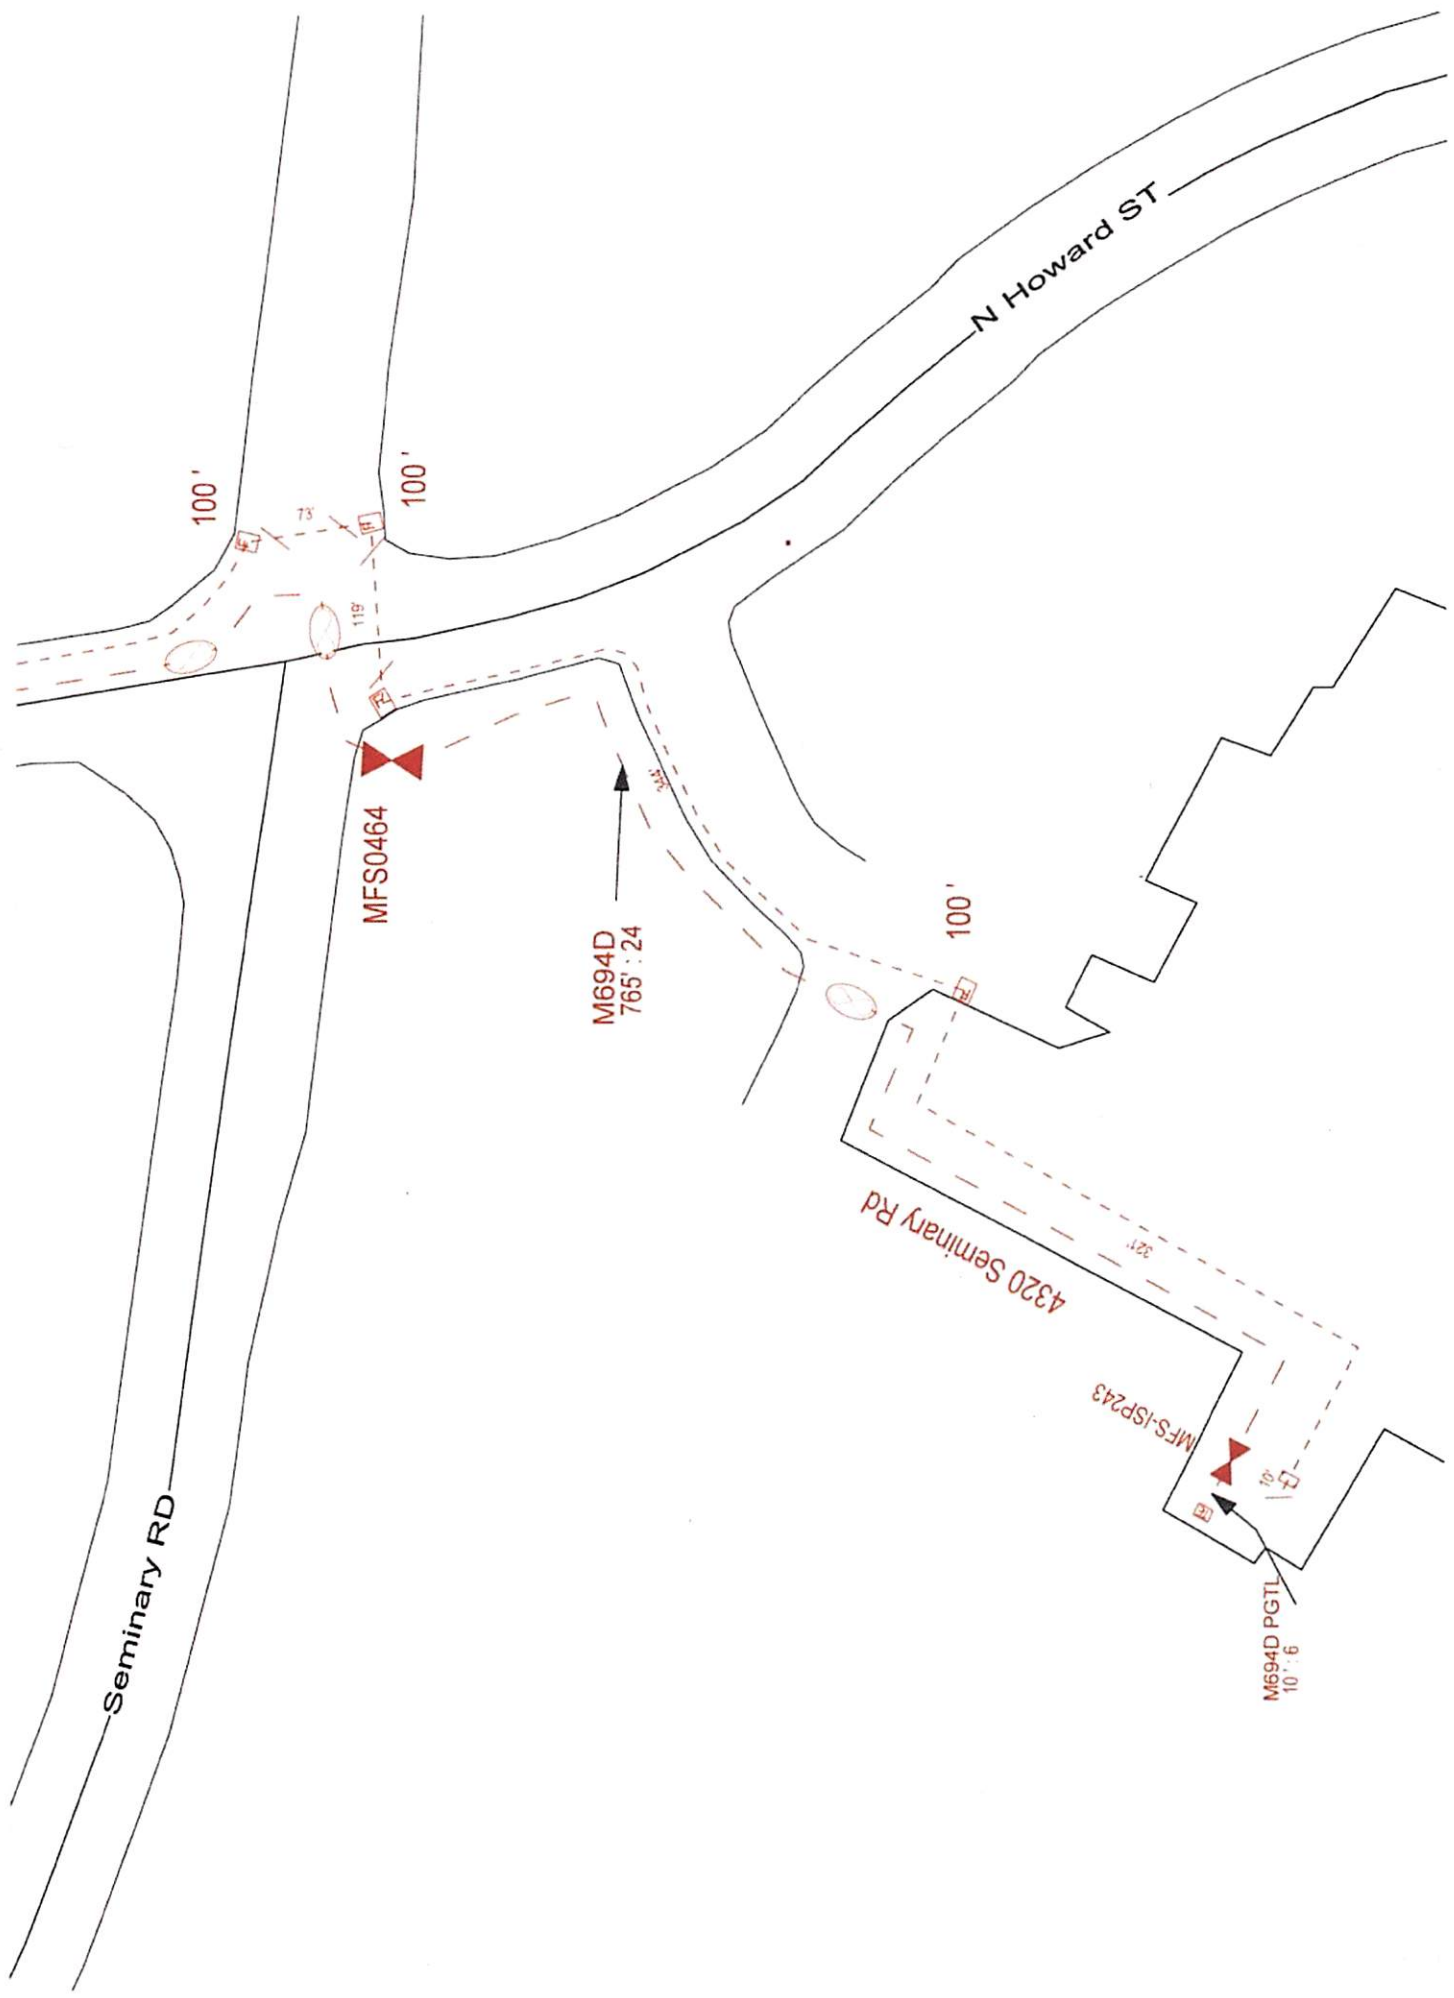 N Howard ST
100'
100'
73'
119'
MFS0464
M694D
765' : 24
344'
100'
4320 Seminary Rd
321'
MFS-ISP243
10'
Seminary RD
M694D PGTL
10' : 6